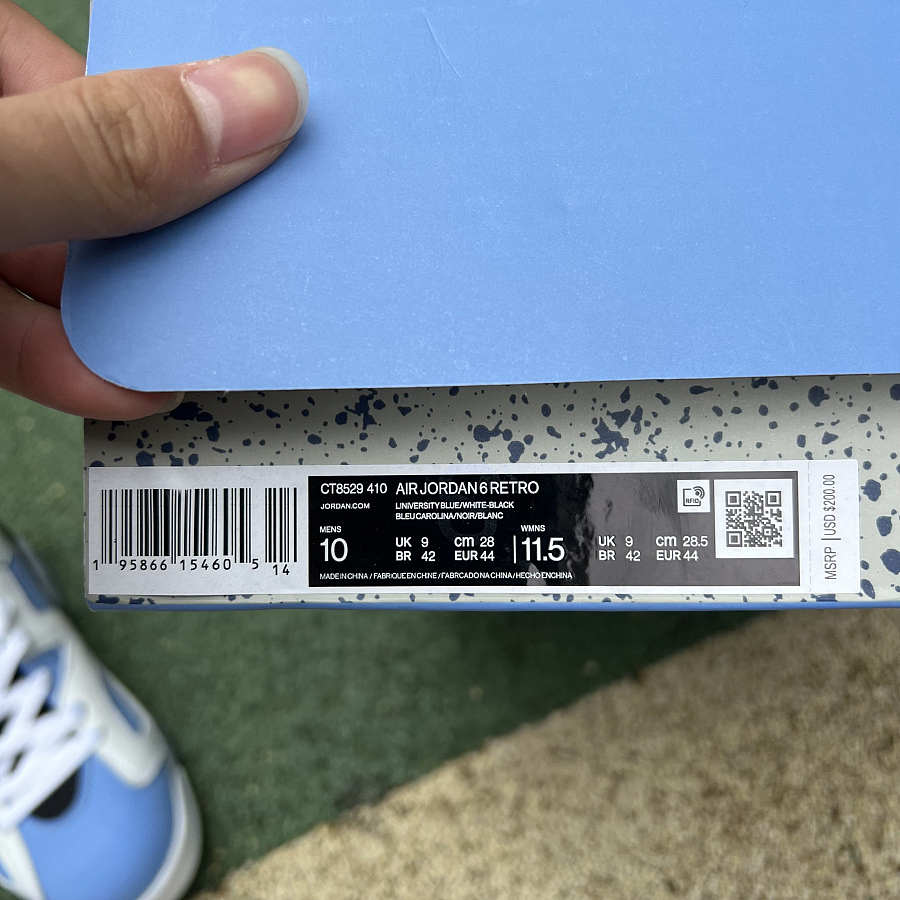 CT8529 410 AIR JORDAN 6 RETRO
JORDAN.COM
LINIVERSITY BLUE/WHITE-BLACK
BLEU CAROLINA/NOIR/BLANC
MENS
10
UK 9 CM 28
BR 42 EUR 44
WMNS
11.5
UK 9 CM 28.5
BR 42 EUR 44
MADE IN CHINA / FABRIQUE EN CHINE / FABRCADO NA CHINA / HECHO EN CHINA
RFID
MSRP USD $200.00
1 95866 15460 5 14